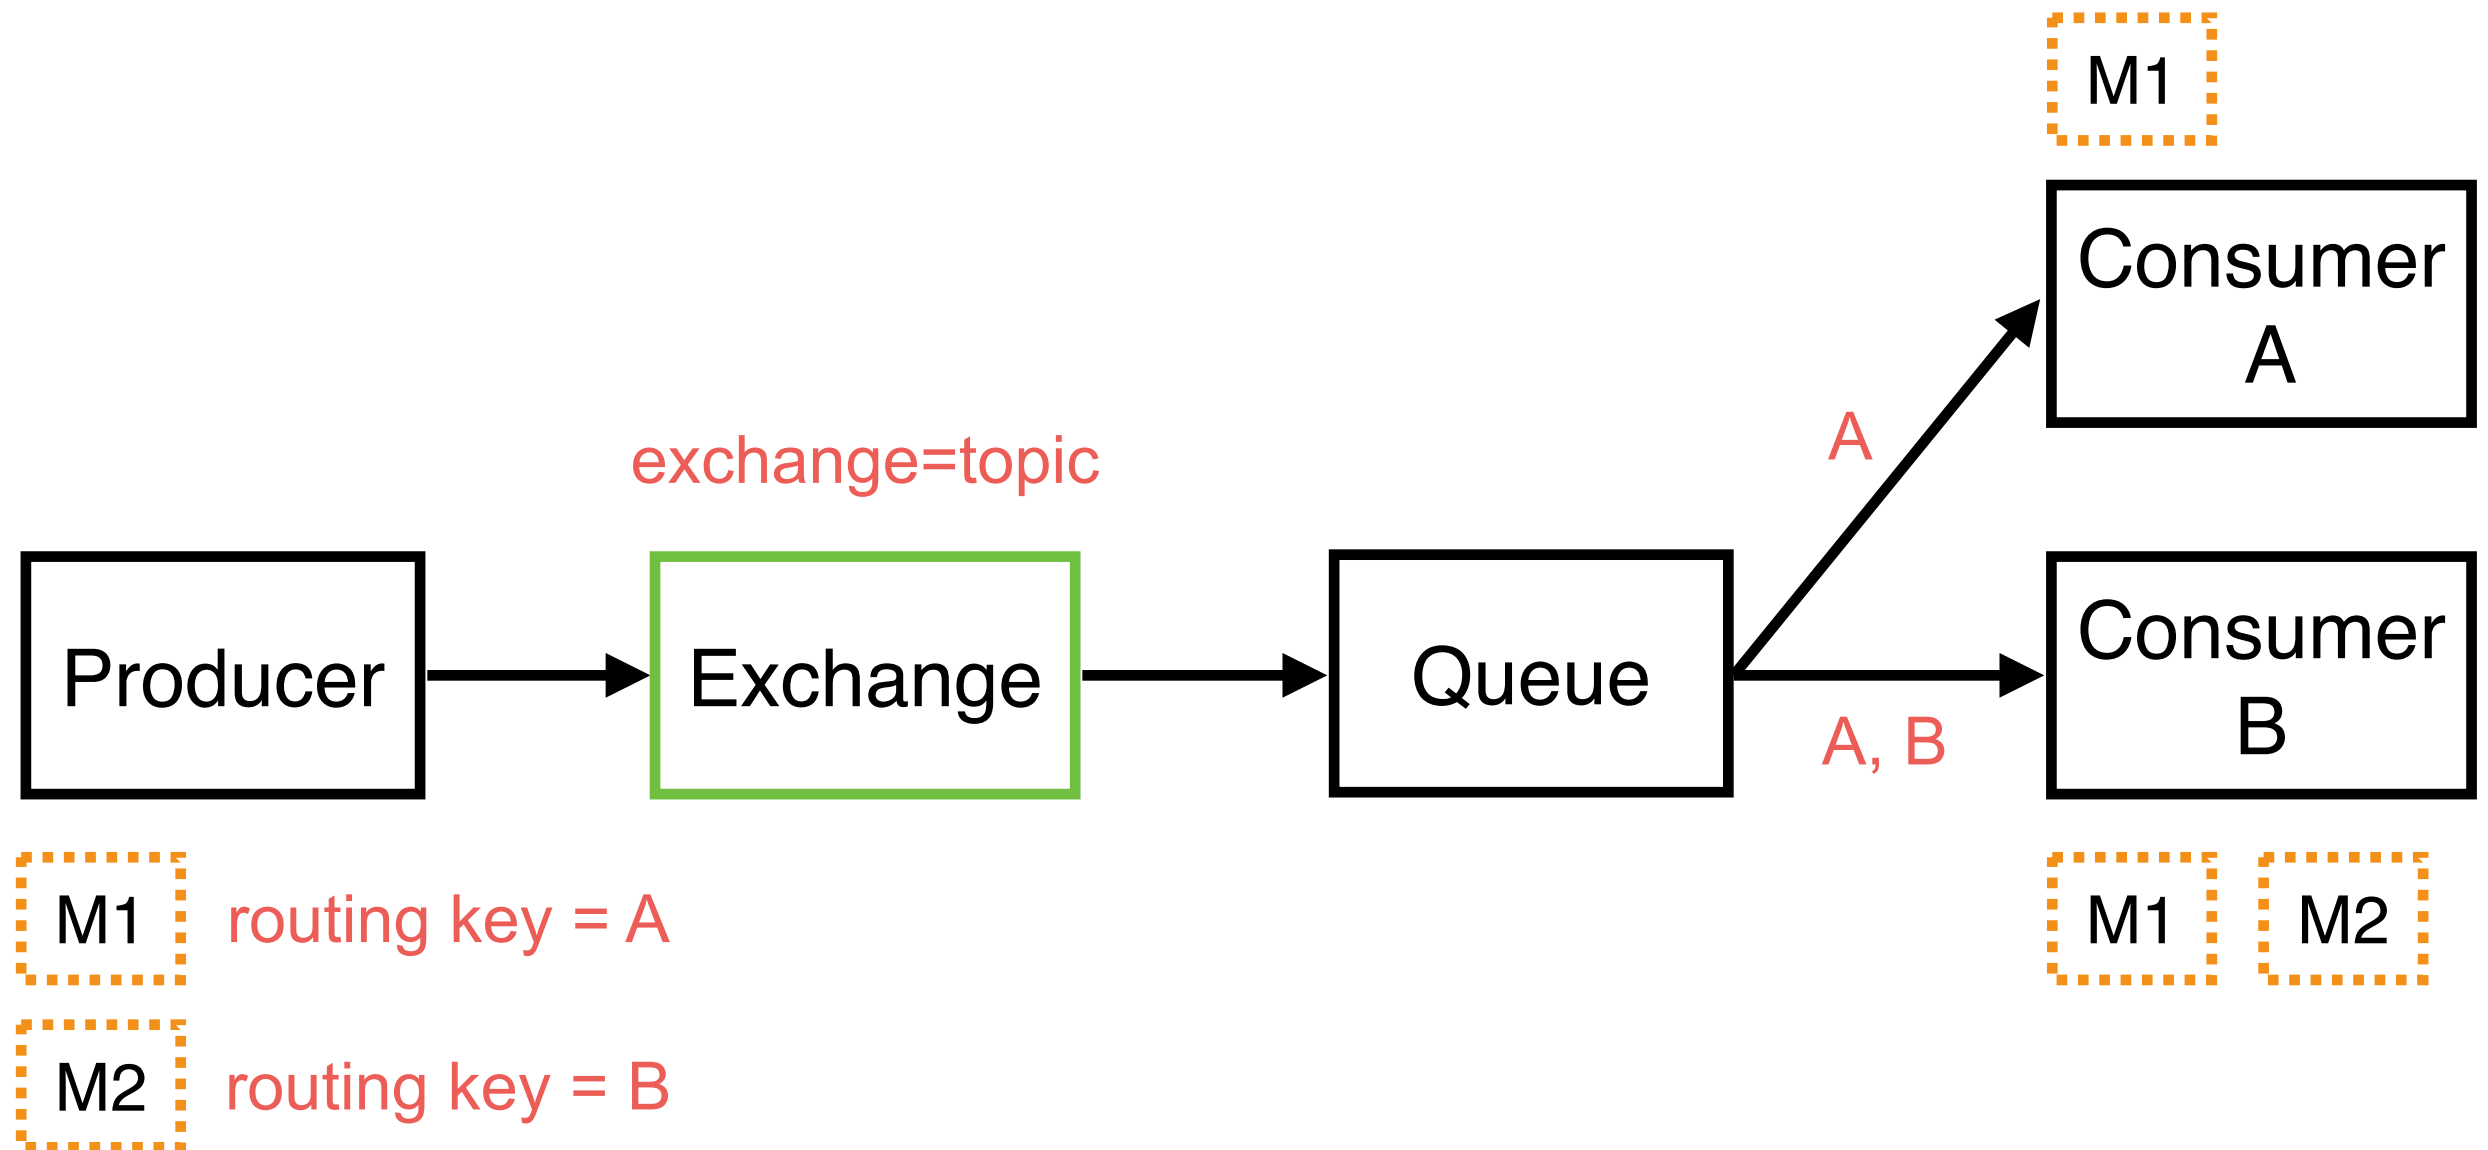 M1
Consumer
A
A
exchange=topic
Producer
Exchange
Queue
Consumer
B
A, B
M1
routing key = A
M1
M2
M2
routing key = B